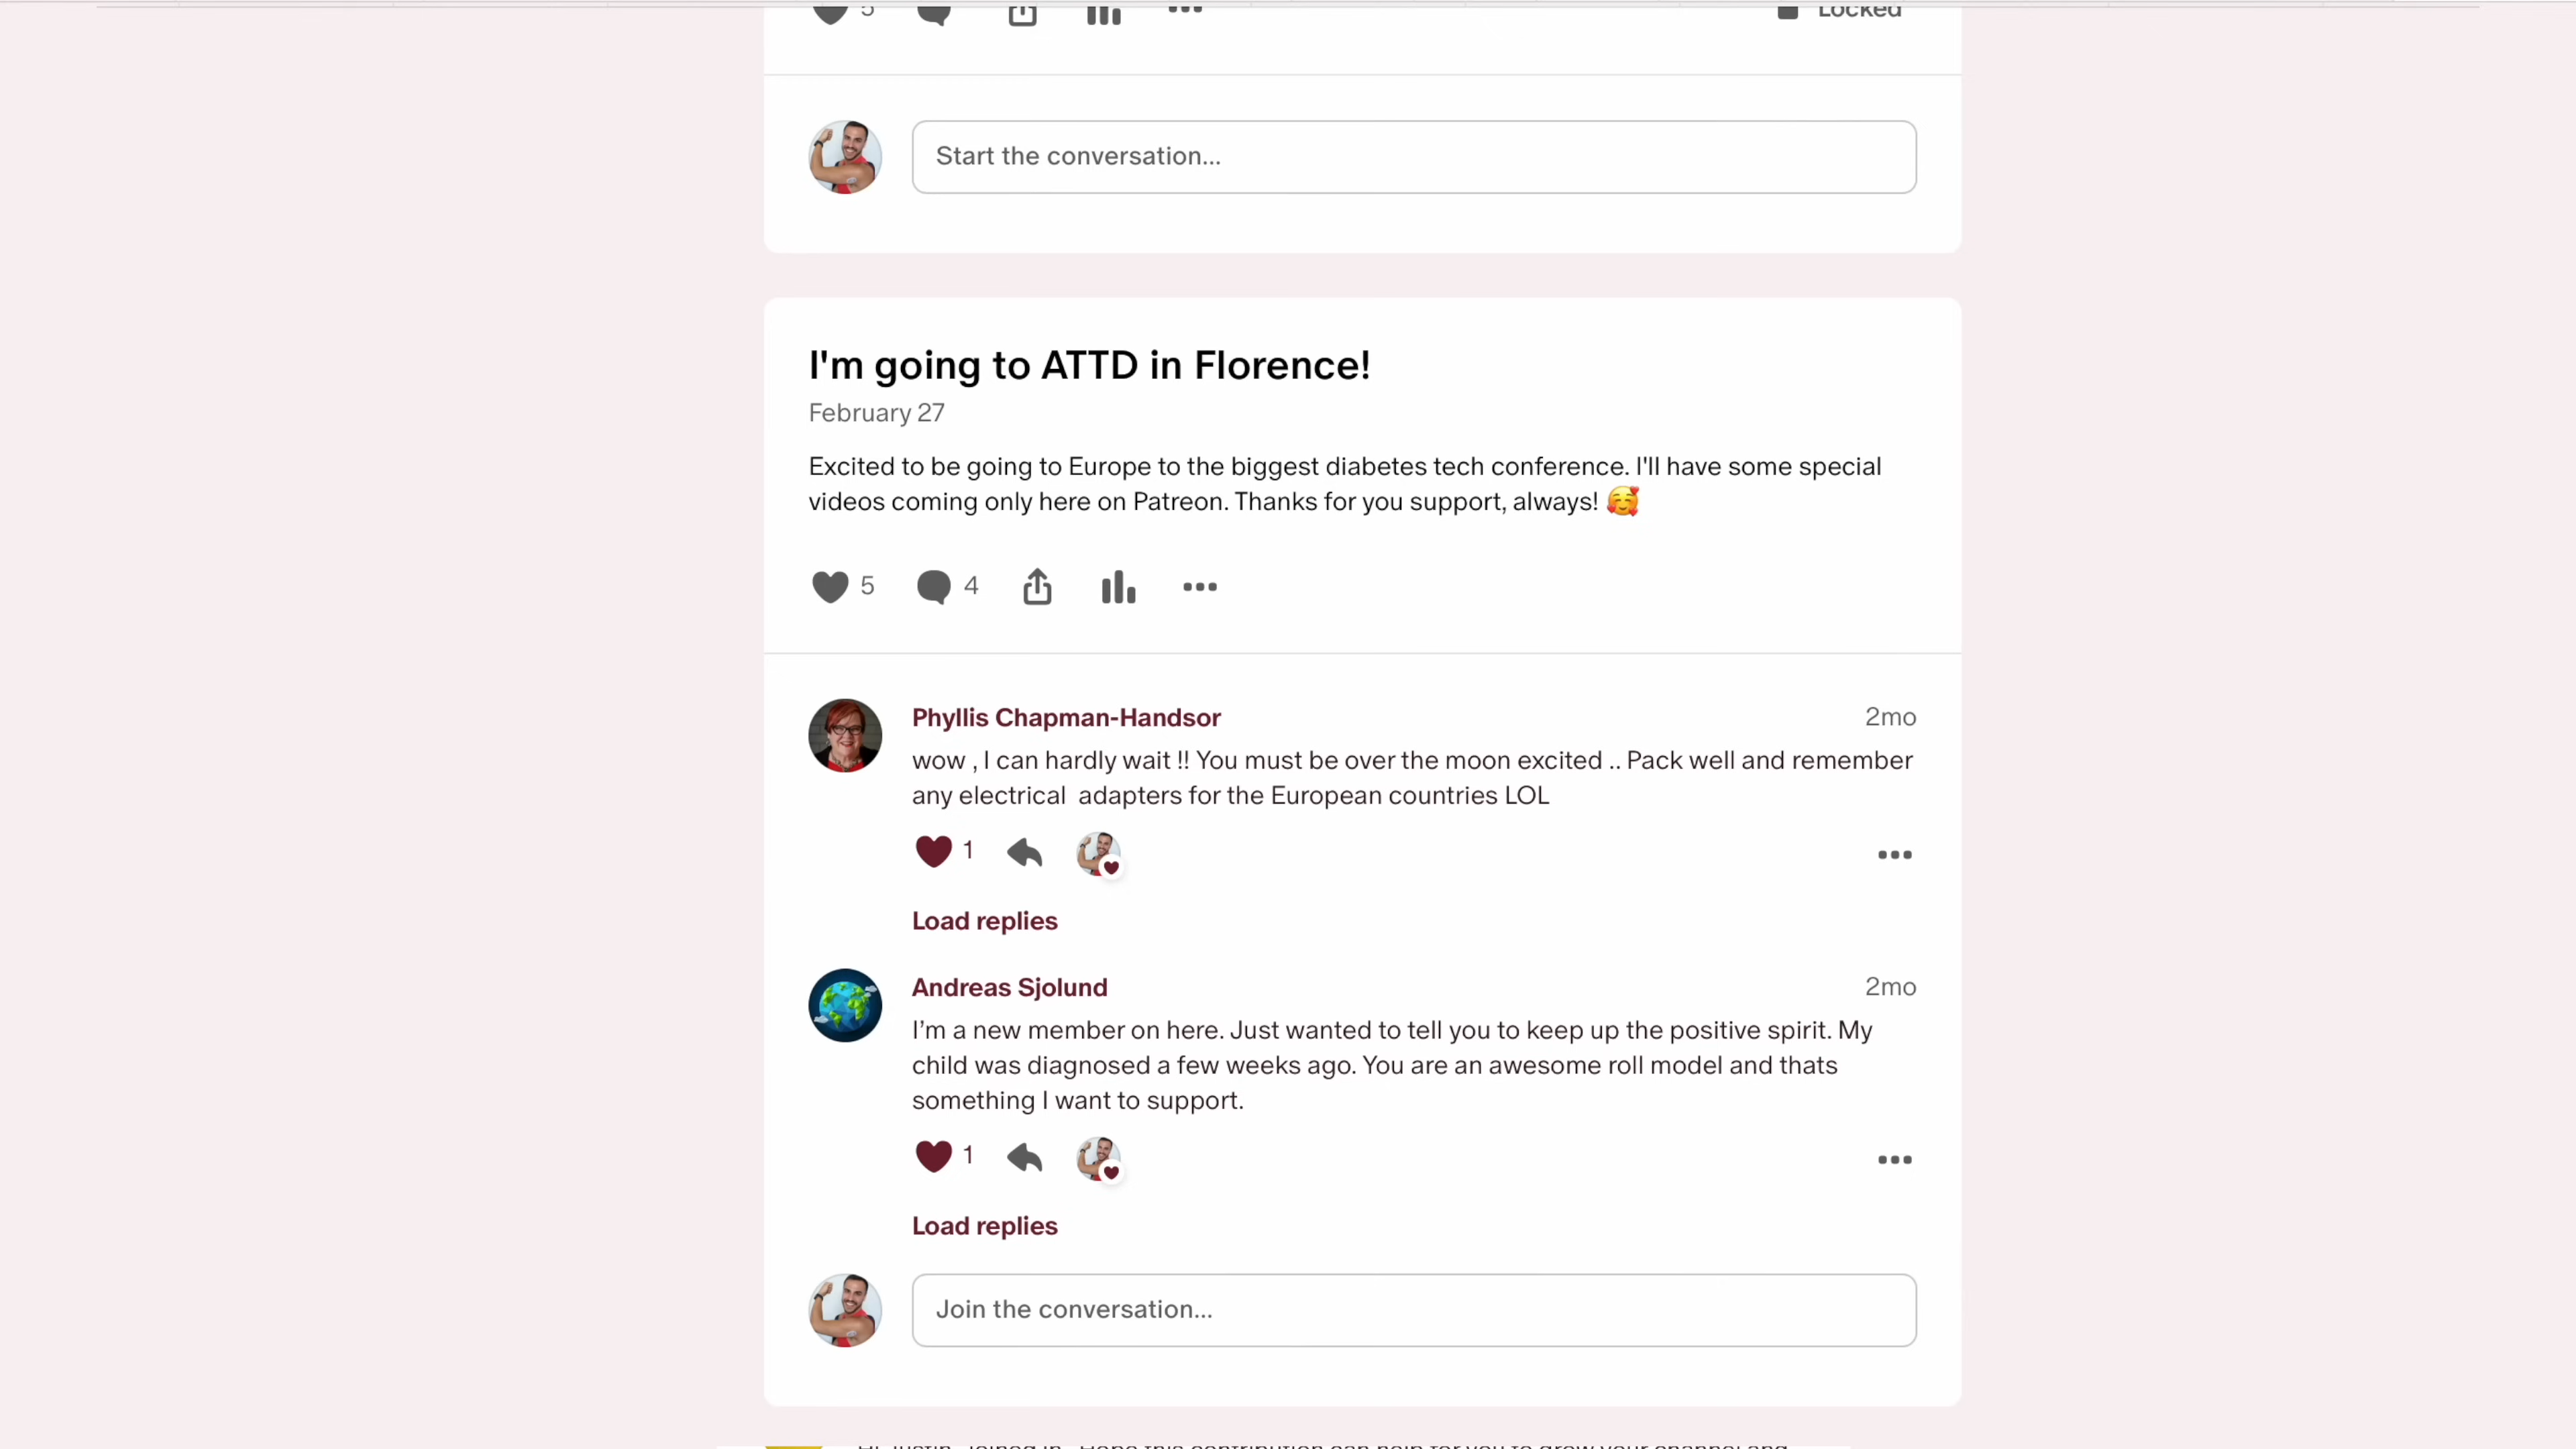 5
Locked
Start the conversation...
I'm going to ATTD in Florence!
February 27
Excited to be going to Europe to the biggest diabetes tech conference. I'll have some special
videos coming only here on Patreon. Thanks for you support, always! 🥰
5 4
Phyllis Chapman-Handsor 2mo
wow , I can hardly wait !! You must be over the moon excited .. Pack well and remember
any electrical  adapters for the European countries LOL
1
Load replies
Andreas Sjolund 2mo
I’m a new member on here. Just wanted to tell you to keep up the positive spirit. My
child was diagnosed a few weeks ago. You are an awesome roll model and thats
something I want to support.
1
Load replies
Join the conversation...